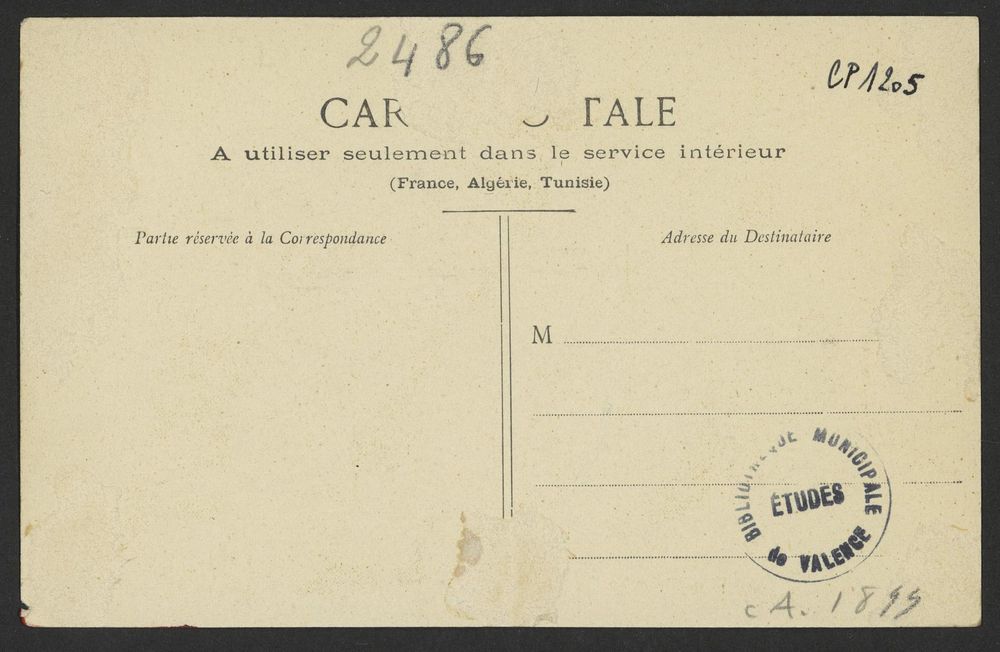 2486
CP1205
CAR TALE
A utiliser seulement dans le service intérieur
(France, Algérie, Tunisie)
Partie réservée à la Correspondance
Adresse du Destinataire
M
MUNICIPALE
ÉTUDES
de VALENCE